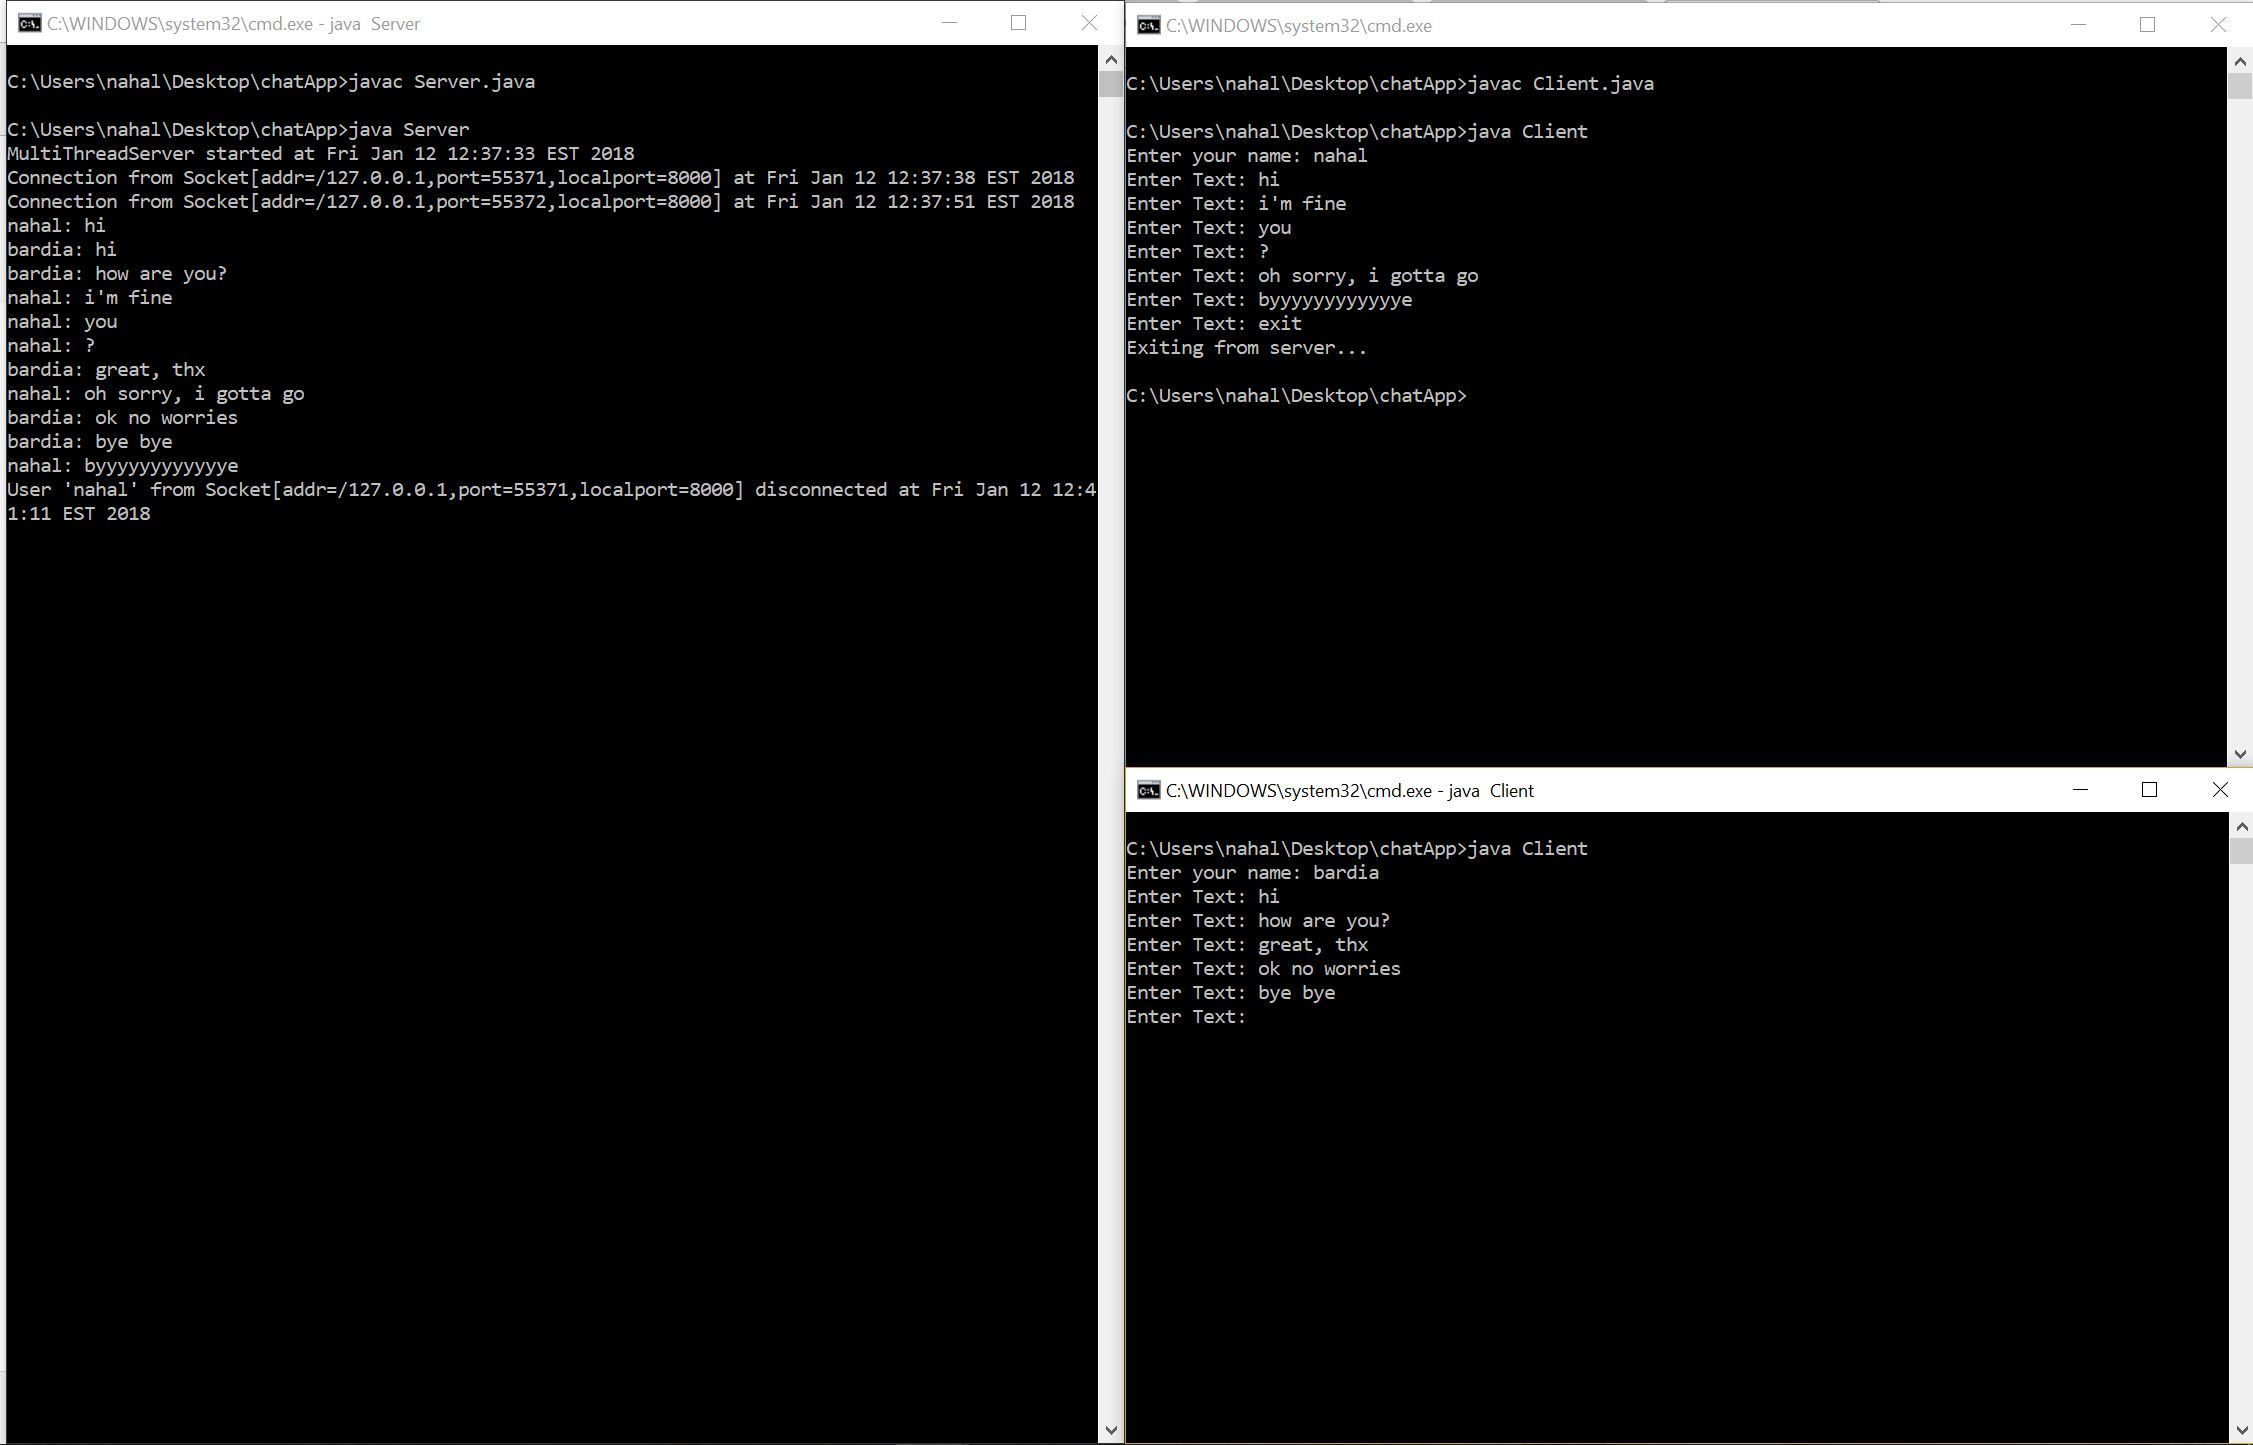 C:\WINDOWS\system32\cmd.exe - java  Server
C:\Users\nahal\Desktop\chatApp>javac Server.java
C:\Users\nahal\Desktop\chatApp>java Server
MultiThreadServer started at Fri Jan 12 12:37:33 EST 2018
Connection from Socket[addr=/127.0.0.1,port=55371,localport=8000] at Fri Jan 12 12:37:38 EST 2018
Connection from Socket[addr=/127.0.0.1,port=55372,localport=8000] at Fri Jan 12 12:37:51 EST 2018
nahal: hi
bardia: hi
bardia: how are you?
nahal: i'm fine
nahal: you
nahal: ?
bardia: great, thx
nahal: oh sorry, i gotta go
bardia: ok no worries
bardia: bye bye
nahal: byyyyyyyyyyyye
User 'nahal' from Socket[addr=/127.0.0.1,port=55371,localport=8000] disconnected at Fri Jan 12 12:4
1:11 EST 2018
C:\WINDOWS\system32\cmd.exe
C:\Users\nahal\Desktop\chatApp>javac Client.java
C:\Users\nahal\Desktop\chatApp>java Client
Enter your name: nahal
Enter Text: hi
Enter Text: i'm fine
Enter Text: you
Enter Text: ?
Enter Text: oh sorry, i gotta go
Enter Text: byyyyyyyyyyyye
Enter Text: exit
Exiting from server...
C:\Users\nahal\Desktop\chatApp>
C:\WINDOWS\system32\cmd.exe - java  Client
C:\Users\nahal\Desktop\chatApp>java Client
Enter your name: bardia
Enter Text: hi
Enter Text: how are you?
Enter Text: great, thx
Enter Text: ok no worries
Enter Text: bye bye
Enter Text: